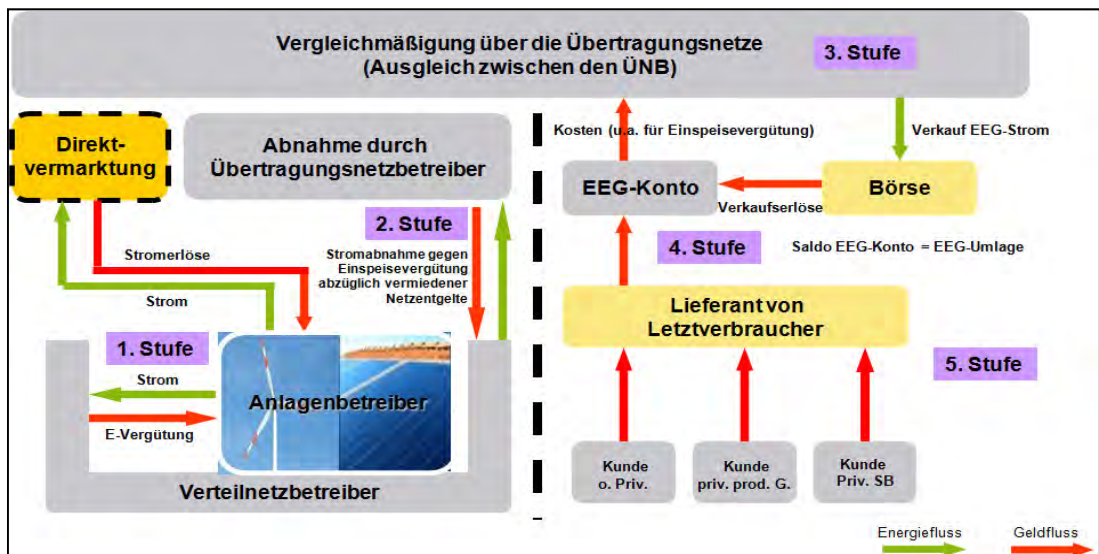 Vergleichmäßigung über die Übertragungsnetze
(Ausgleich zwischen den ÜNB)
3. Stufe
Direkt-
vermarktung
Abnahme durch
Übertragungsnetzbetreiber
2. Stufe
Stromabnahme gegen
Einspeisevergütung
abzüglich vermiedener
Netzentgelte
Stromerlöse
Strom
1. Stufe
Strom
E-Vergütung
Anlagenbetreiber
Verteilnetzbetreiber
Kosten (u.a. für Einspeisevergütung)
Verkauf EEG-Strom
EEG-Konto
Börse
Verkaufserlöse
4. Stufe
Saldo EEG-Konto = EEG-Umlage
Lieferant von
Letztverbraucher
5. Stufe
Kunde
o. Priv.
Kunde
priv. prod. G.
Kunde
Priv. SB
Energiefluss
Geldfluss